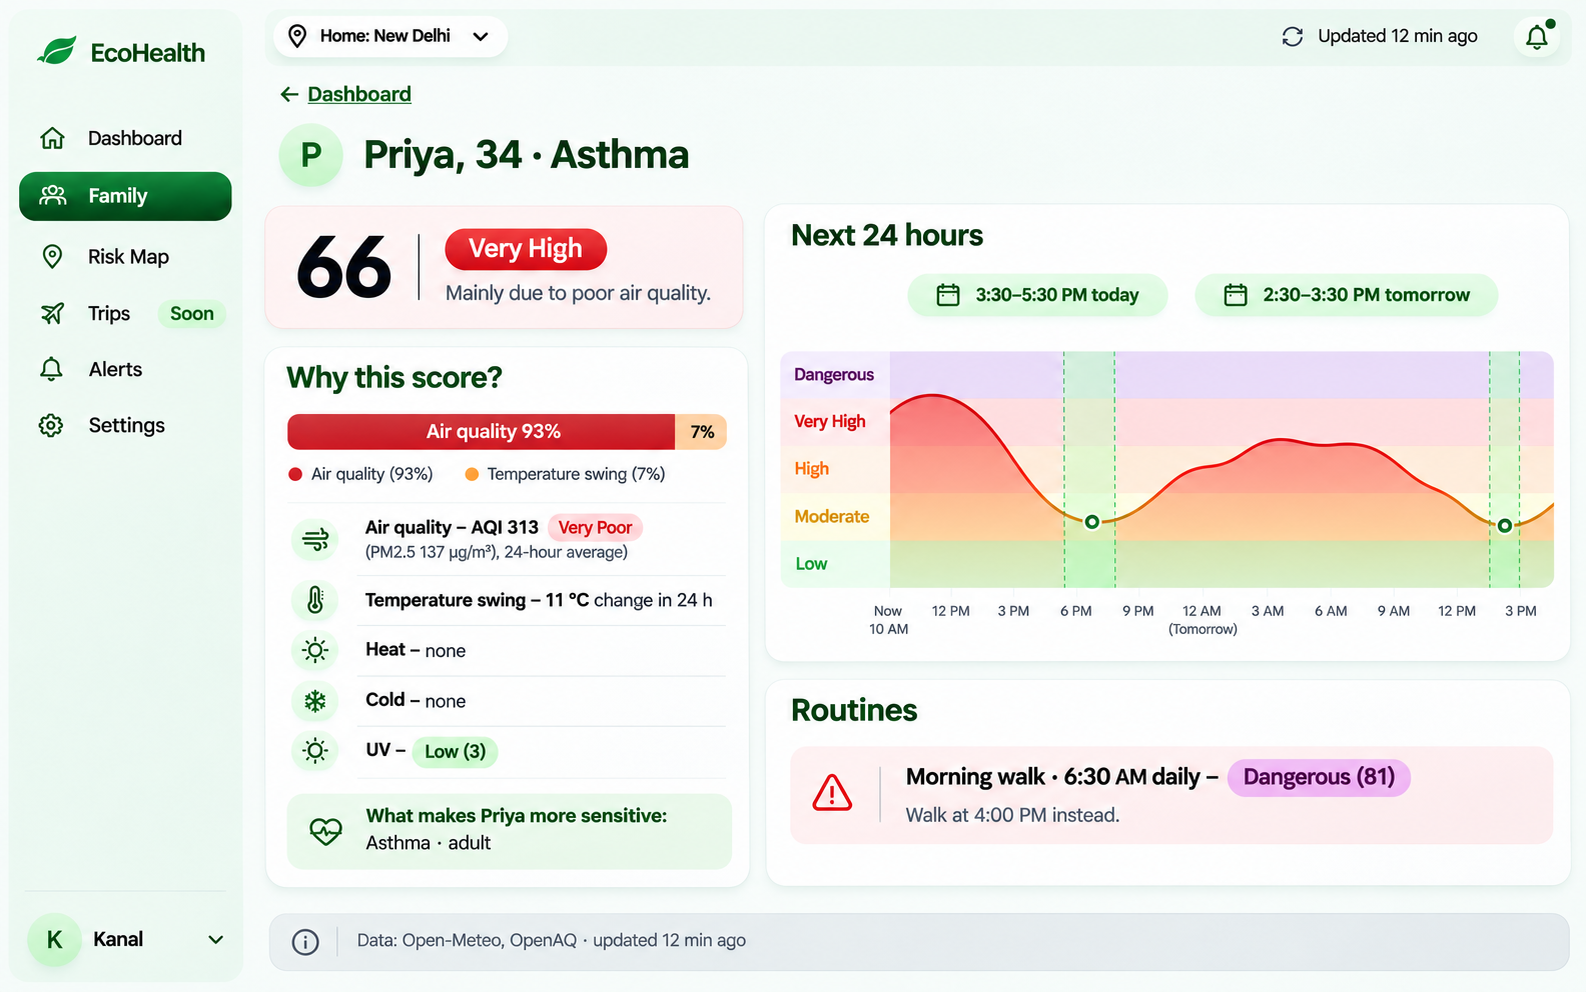 EcoHealth
Dashboard
Family
Risk Map
Trips Soon
Alerts
Settings
K Kanal
Home: New Delhi
Updated 12 min ago
← Dashboard
P Priya, 34 · Asthma
66
Very High
Mainly due to poor air quality.
Why this score?
Air quality 93% 7%
Air quality (93%) Temperature swing (7%)
Air quality – AQI 313 Very Poor
(PM2.5 137 µg/m³), 24-hour average)
Temperature swing – 11 °C change in 24 h
Heat – none
Cold – none
UV – Low (3)
What makes Priya more sensitive:
Asthma · adult
Next 24 hours
3:30–5:30 PM today 2:30–3:30 PM tomorrow
Dangerous
Very High
High
Moderate
Low
Now 12 PM 3 PM 6 PM 9 PM 12 AM 3 AM 6 AM 9 AM 12 PM 3 PM
10 AM (Tomorrow)
Routines
Morning walk · 6:30 AM daily – Dangerous (81)
Walk at 4:00 PM instead.
Data: Open-Meteo, OpenAQ · updated 12 min ago